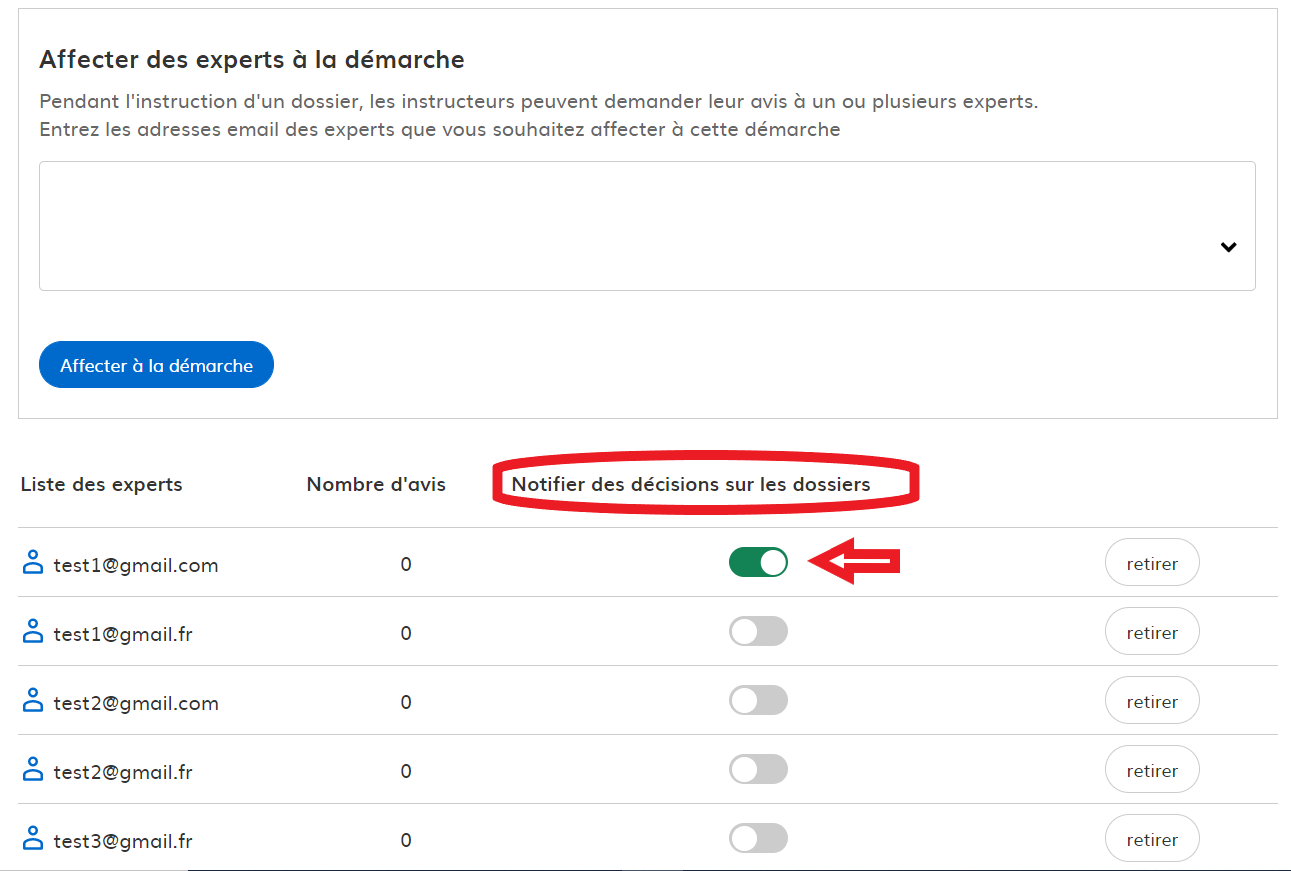 Affecter des experts à la démarche
Pendant l'instruction d'un dossier, les instructeurs peuvent demander leur avis à un ou plusieurs experts.
Entrez les adresses email des experts que vous souhaitez affecter à cette démarche
Affecter à la démarche
Liste des experts Nombre d'avis Notifier des décisions sur les dossiers
test1@gmail.com 0 retirer
test1@gmail.fr 0 retirer
test2@gmail.com 0 retirer
test2@gmail.fr 0 retirer
test3@gmail.fr 0 retirer